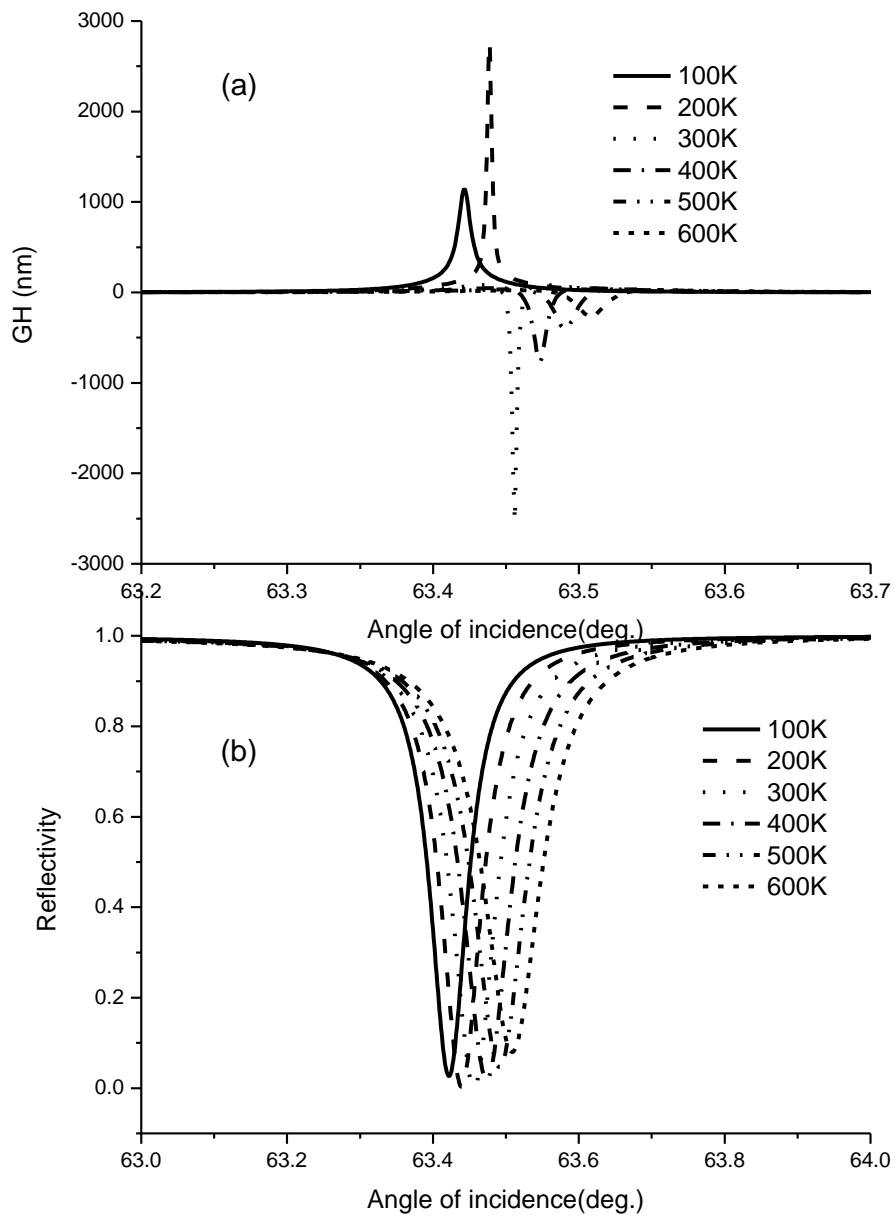 3000
(a)
100K
2000
200K
300K
400K
1000
500K
600K
0
GH (nm)
-1000
-2000
-3000
63.2 63.3 63.4 63.5 63.6 63.7
Angle of incidence(deg.)
1.0
(b)
100K
0.8
200K
300K
0.6
400K
500K
0.4
600K
Reflectivity
0.2
0.0
63.0 63.2 63.4 63.6 63.8 64.0
Angle of incidence(deg.)